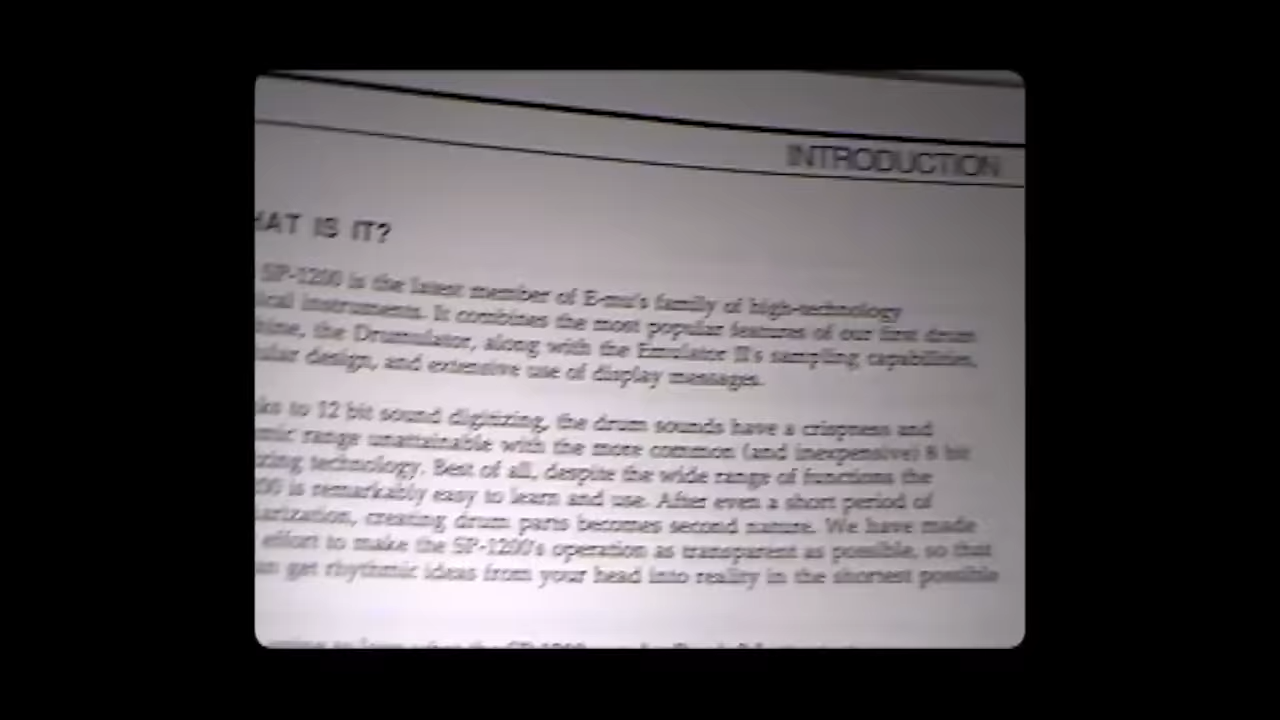 INTRODUCTION
HAT IS IT?
SP-1200 is the latest member of E-mu's family of high-technology
ical instruments. It combines the most popular features of our first drum
hine, the Drumulator, along with the Emulator II's sampling capabilities,
ular design, and extensive use of display messages.
ks to 12 bit sound digitizing, the drum sounds have a crispness and
mic range unattainable with the more common (and inexpensive) 8 bit
izing technology. Best of all, despite the wide range of functions the
00 is remarkably easy to learn and use. After even a short period of
iarization, creating drum parts becomes second nature. We have made
effort to make the SP-1200's operation as transparent as possible, so that
an get rhythmic ideas from your head into reality in the shortest possible